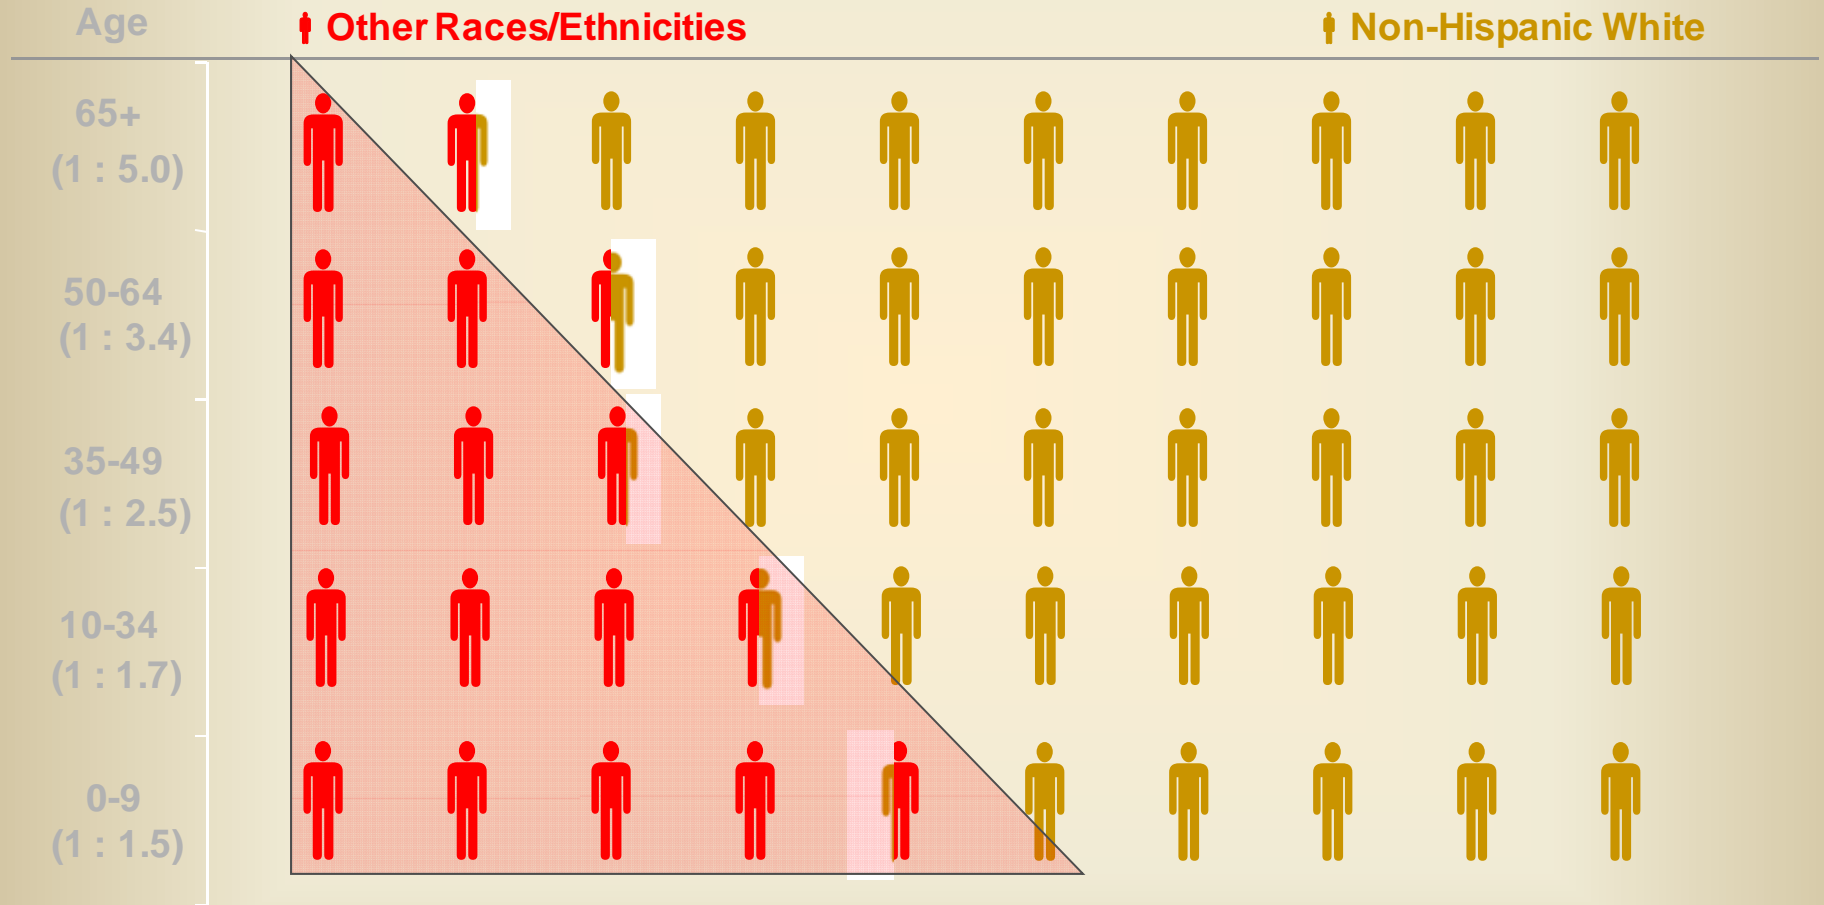 Age
Other Races/Ethnicities
Non-Hispanic White
65+
(1 : 5.0)
50-64
(1 : 3.4)
35-49
(1 : 2.5)
10-34
(1 : 1.7)
0-9
(1 : 1.5)